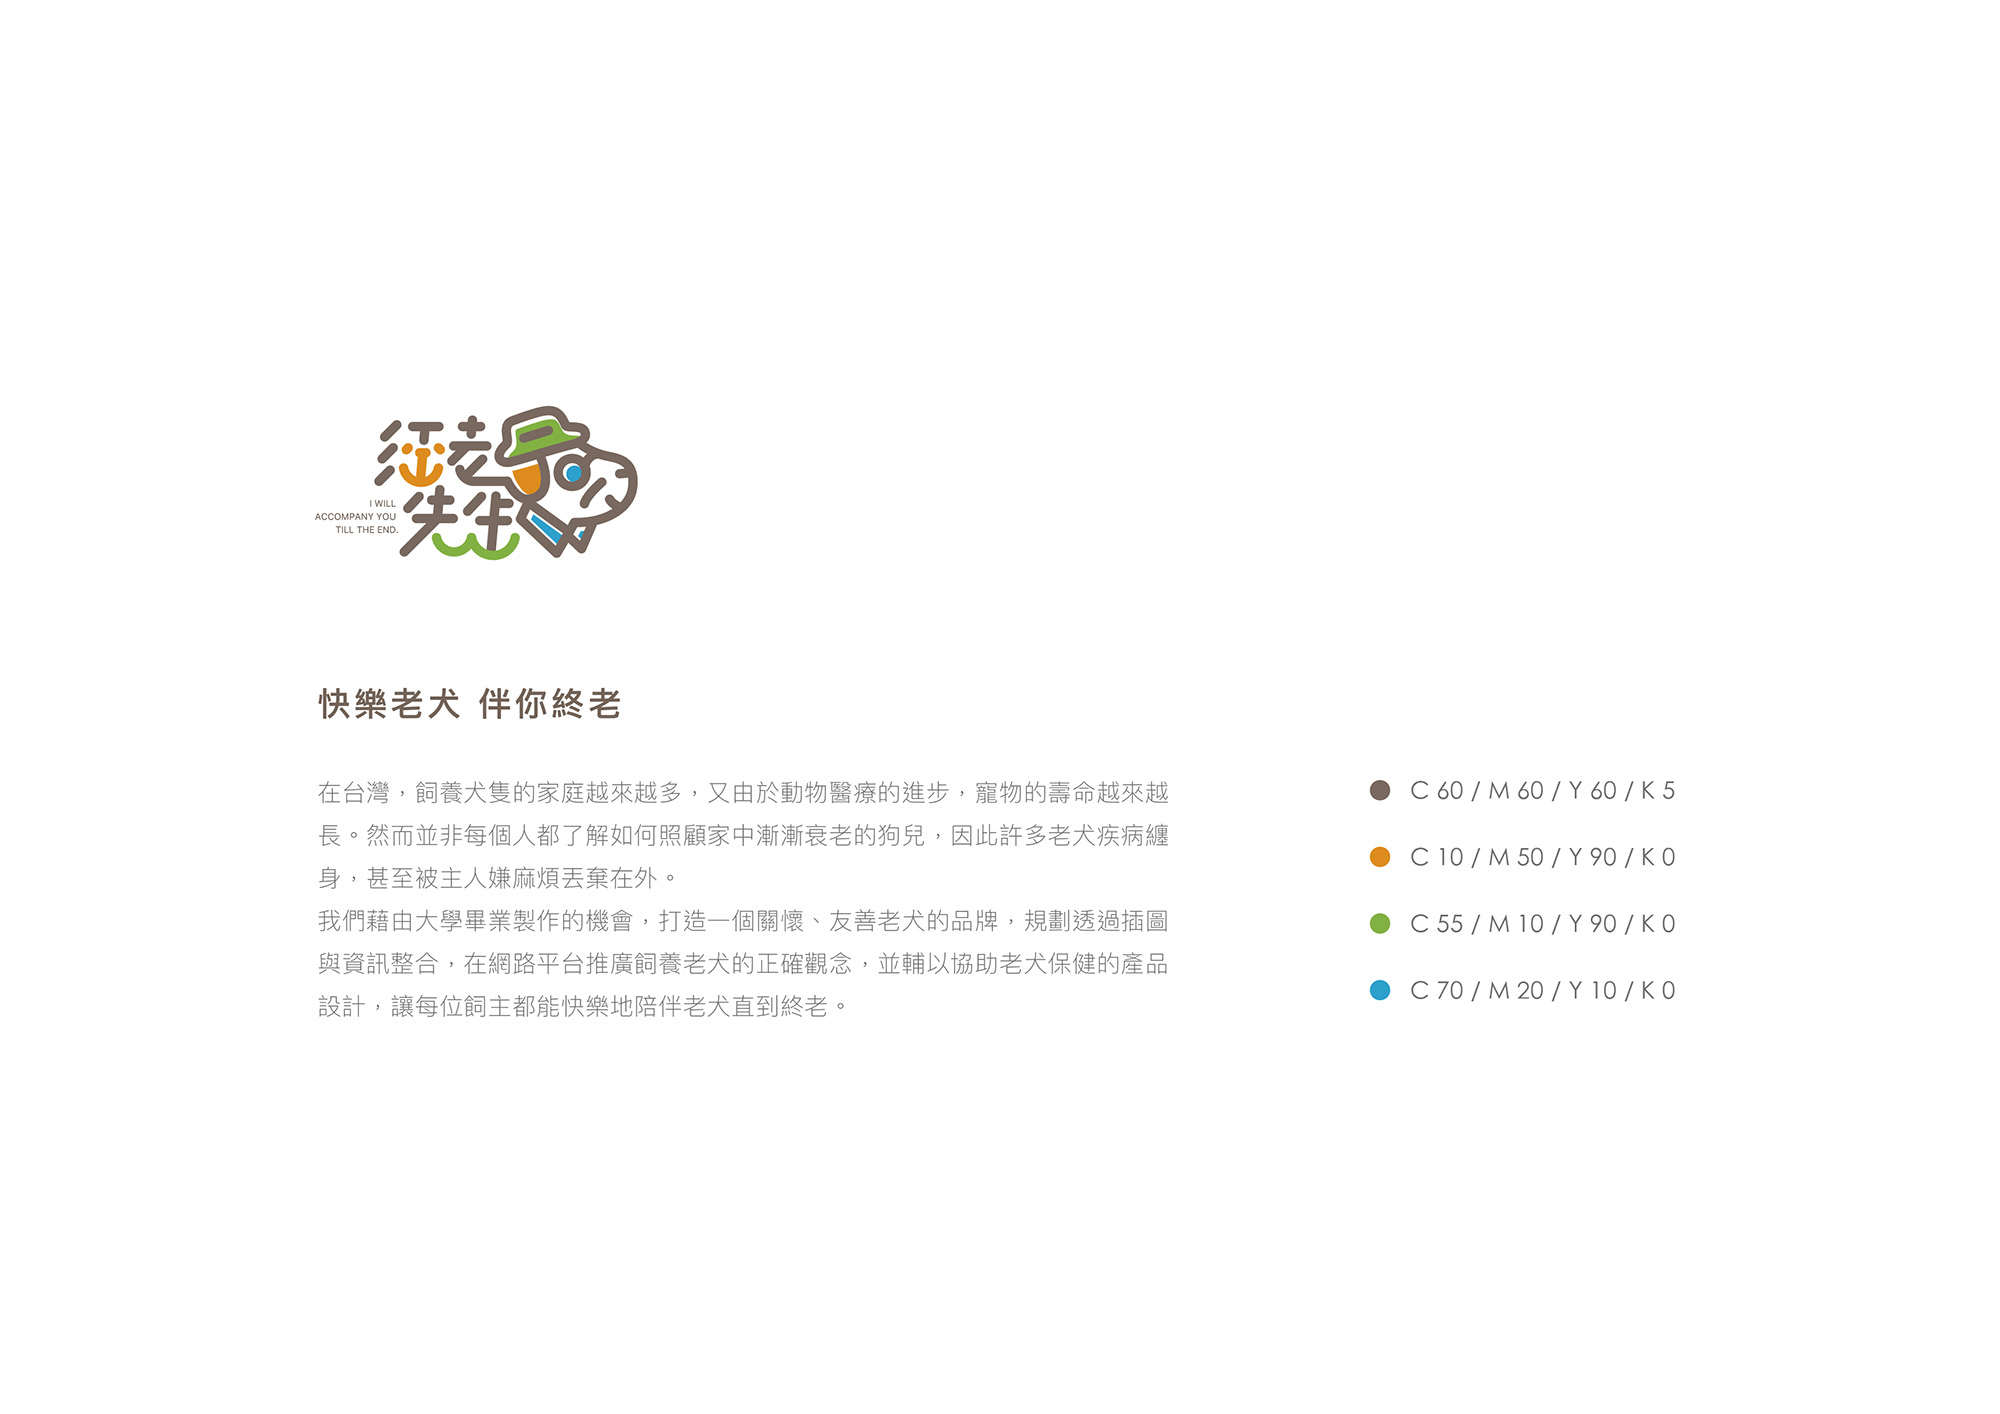 須老先生
I WILL
ACCOMPANY YOU
TILL THE END.
快樂老犬 伴你終老
在台灣，飼養犬隻的家庭越來越多，又由於動物醫療的進步，寵物的壽命越來越
長。然而並非每個人都了解如何照顧家中漸漸衰老的狗兒，因此許多老犬疾病纏
身，甚至被主人嫌麻煩丟棄在外。
我們藉由大學畢業製作的機會，打造一個關懷、友善老犬的品牌，規劃透過插圖
與資訊整合，在網路平台推廣飼養老犬的正確觀念，並輔以協助老犬保健的產品
設計，讓每位飼主都能快樂地陪伴老犬直到終老。
C 60 / M 60 / Y 60 / K 5
C 10 / M 50 / Y 90 / K 0
C 55 / M 10 / Y 90 / K 0
C 70 / M 20 / Y 10 / K 0